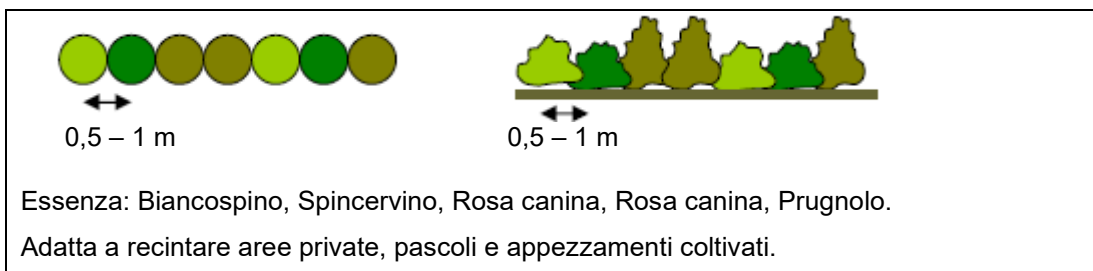 0,5 – 1 m
0,5 – 1 m
Essenza: Biancospino, Spincervino, Rosa canina, Rosa canina, Prugnolo.
Adatta a recintare aree private, pascoli e appezzamenti coltivati.